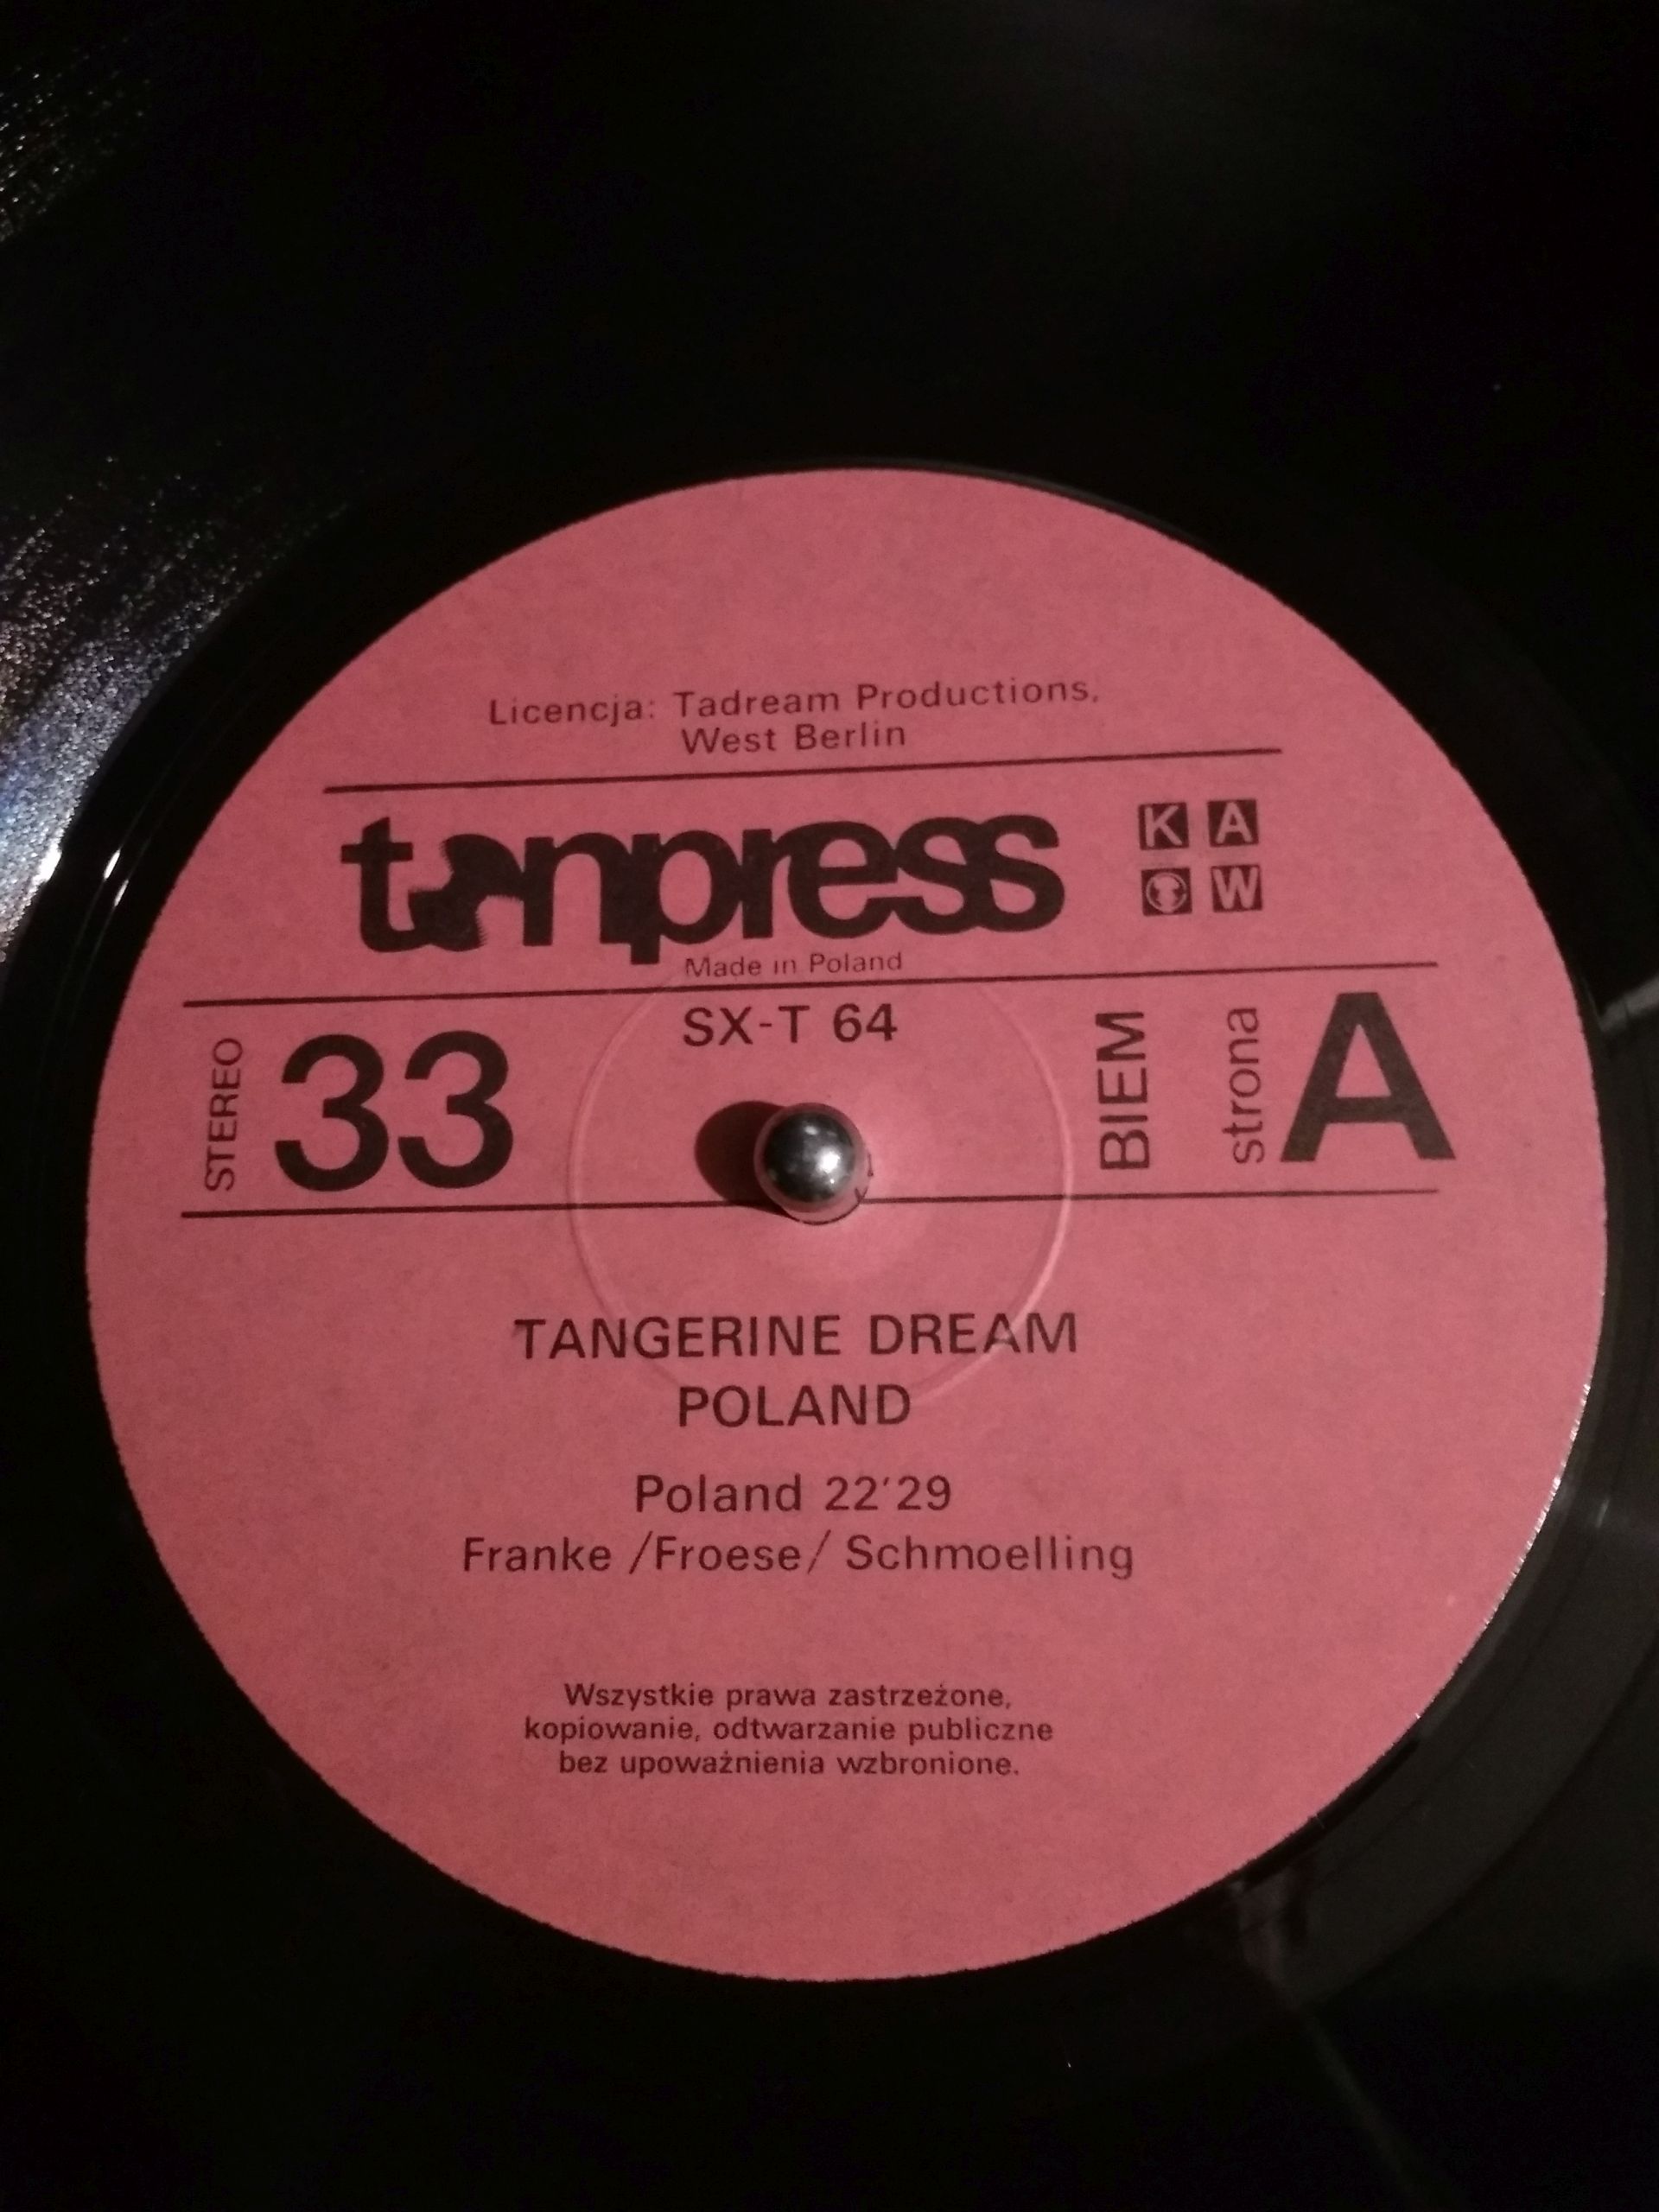 Licencja: Tadream Productions,
West Berlin
tonpress
K A
W
Made in Poland
SX-T 64
STEREO
33
BIEM
strona
A
TANGERINE DREAM
POLAND
Poland 22'29
Franke /Froese/ Schmoelling
Wszystkie prawa zastrzeżone,
kopiowanie, odtwarzanie publiczne
bez upoważnienia wzbronione.